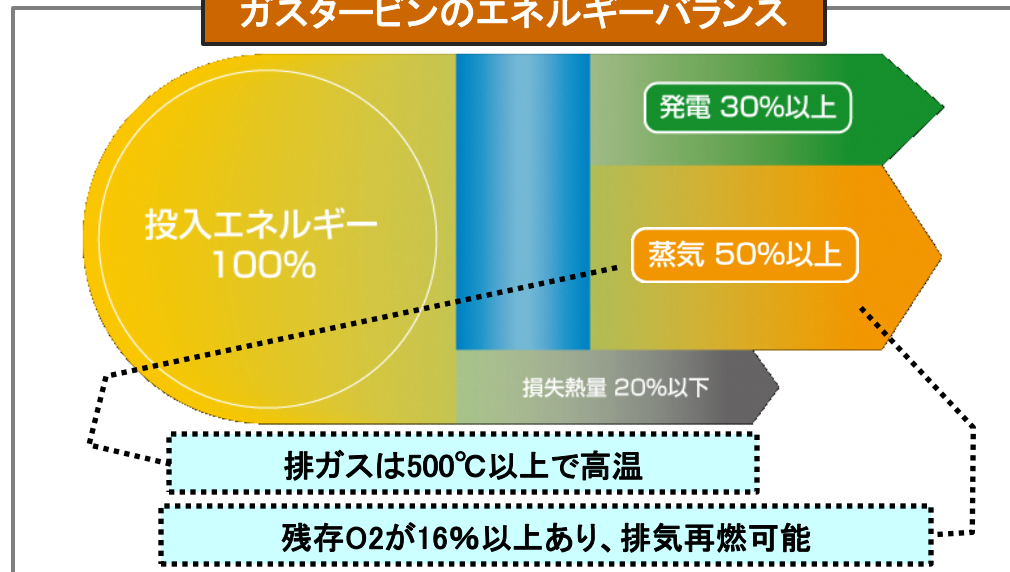 ガスタービンのエネルギーバランス
発電 30%以上
投入エネルギー
100%
蒸気 50%以上
損失熱量 20%以下
排ガスは500℃以上で高温
残存O2が16%以上あり、排気再燃可能